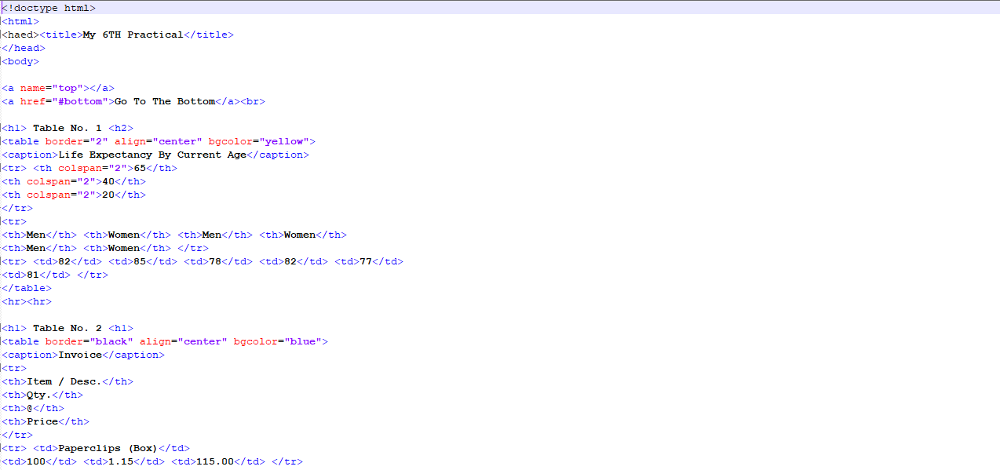 <!doctype html>
<html>
<haed><title>My 6TH Practical</title>
</head>
<body>
<a name="top"></a>
<a href="#bottom">Go To The Bottom</a><br>
<h1> Table No. 1 <h2>
<table border="2" align="center" bgcolor="yellow">
<caption>Life Expectancy By Current Age</caption>
<tr> <th colspan="2">65</th>
<th colspan="2">40</th>
<th colspan="2">20</th>
</tr>
<tr>
<th>Men</th> <th>Women</th> <th>Men</th> <th>Women</th>
<th>Men</th> <th>Women</th> </tr>
<tr> <td>82</td> <td>85</td> <td>78</td> <td>82</td> <td>77</td>
<td>81</td> </tr>
</table>
<hr><hr>
<h1> Table No. 2 <h1>
<table border="black" align="center" bgcolor="blue">
<caption>Invoice</caption>
<tr>
<th>Item / Desc.</th>
<th>Qty.</th>
<th>@</th>
<th>Price</th>
</tr>
<tr> <td>Paperclips (Box)</td>
<td>100</td> <td>1.15</td> <td>115.00</td> </tr>